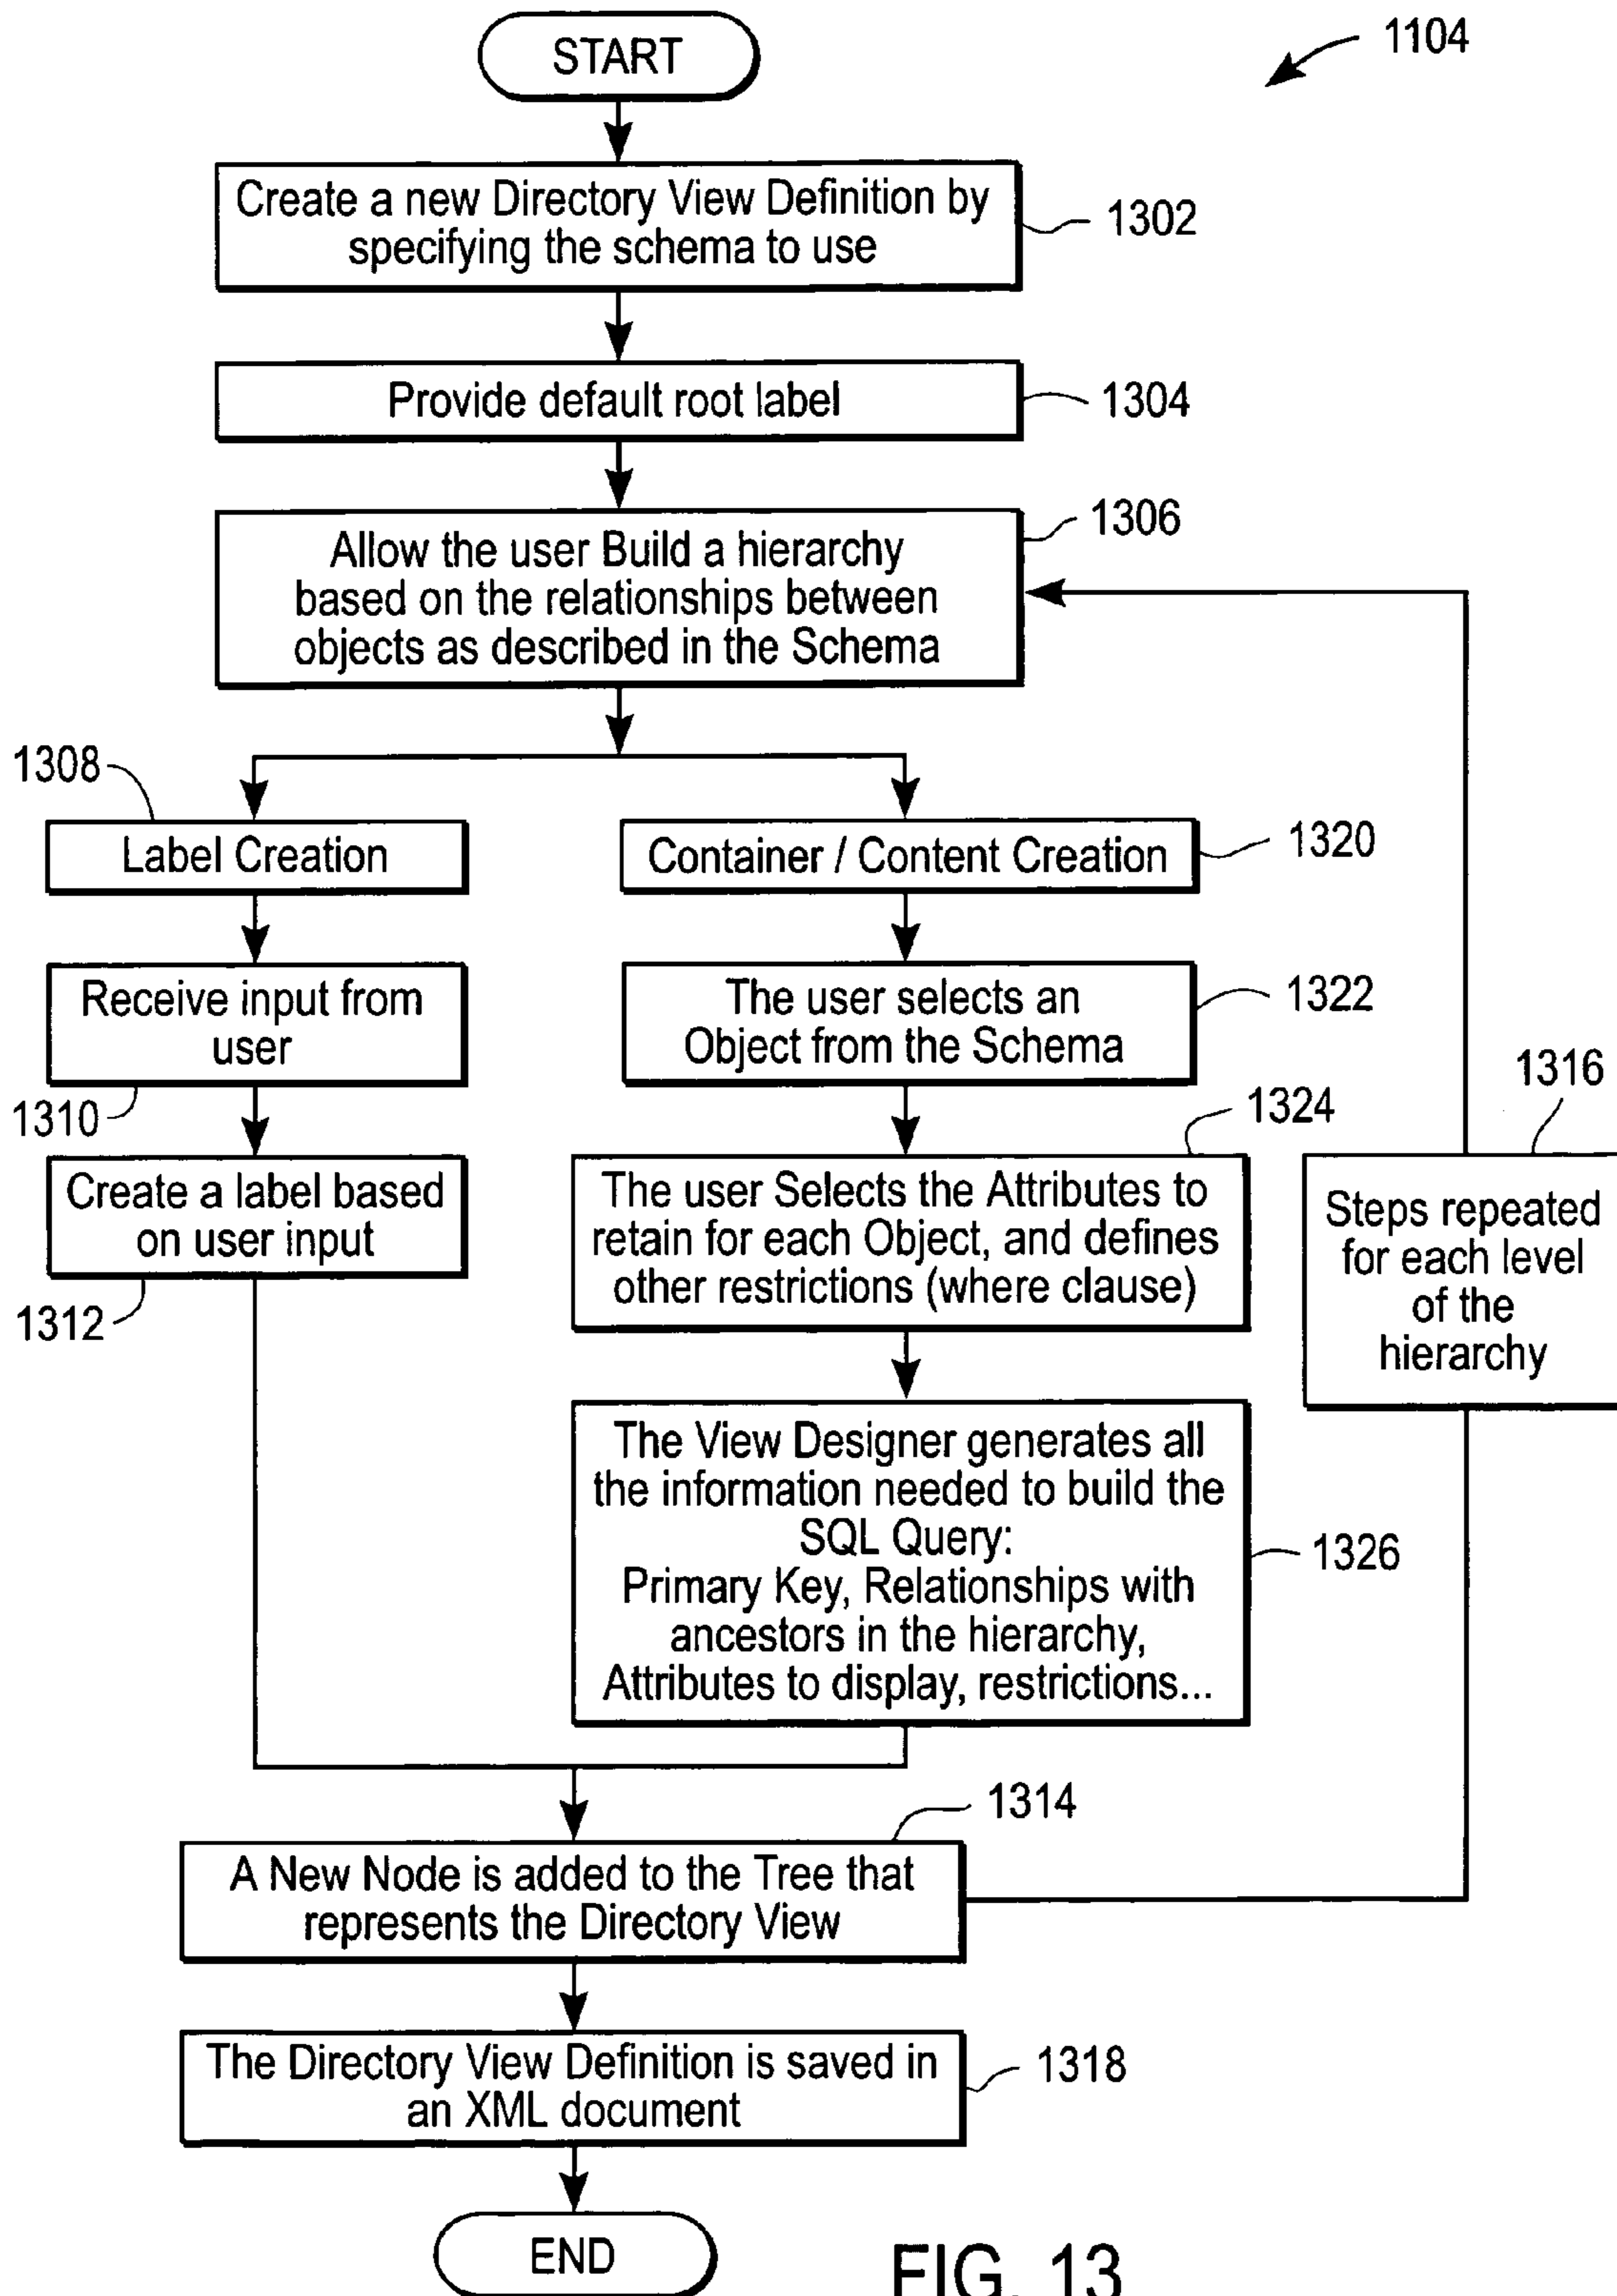 START
1104
Create a new Directory View Definition by
specifying the schema to use
1302
Provide default root label
1304
1306
Allow the user Build a hierarchy
based on the relationships between
objects as described in the Schema
1308
Label Creation
Container / Content Creation
1320
Receive input from
user
1310
The user selects an
Object from the Schema
1322
1316
1324
Create a label based
on user input
1312
The user Selects the Attributes to
retain for each Object, and defines
other restrictions (where clause)
Steps repeated
for each level
of the
hierarchy
The View Designer generates all
the information needed to build the
SQL Query:
Primary Key, Relationships with
ancestors in the hierarchy,
Attributes to display, restrictions...
1326
1314
A New Node is added to the Tree that
represents the Directory View
The Directory View Definition is saved in
an XML document
1318
END
FIG. 13